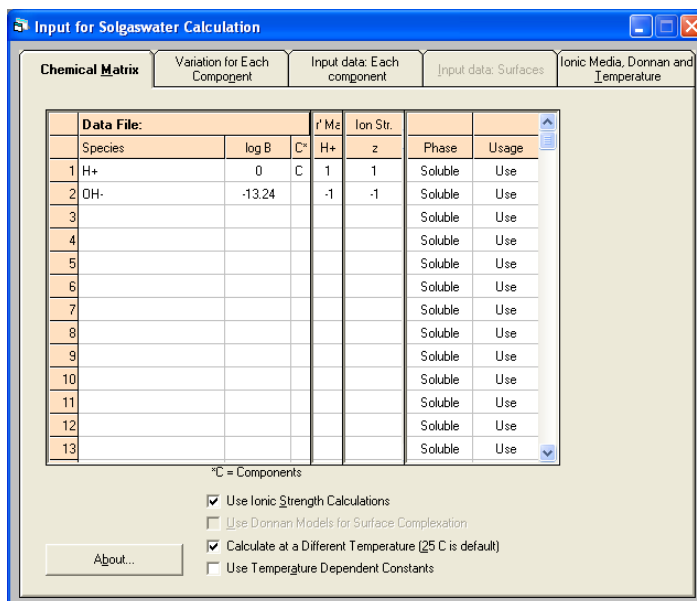 Input for Solgaswater Calculation
Chemical Matrix
Variation for Each Component
Input data: Each component
Input data: Surfaces
Ionic Media, Donnan and Temperature
Data File: r' Ma Ion Str.
Species log B C* H+ z Phase Usage
1 H+ 0 C 1 1 Soluble Use
2 OH- -13.24 -1 -1 Soluble Use
3 Soluble Use
4 Soluble Use
5 Soluble Use
6 Soluble Use
7 Soluble Use
8 Soluble Use
9 Soluble Use
10 Soluble Use
11 Soluble Use
12 Soluble Use
13 Soluble Use
*C = Components
Use Ionic Strength Calculations
Use Donnan Models for Surface Complexation
Calculate at a Different Temperature (25 C is default)
Use Temperature Dependent Constants
About...